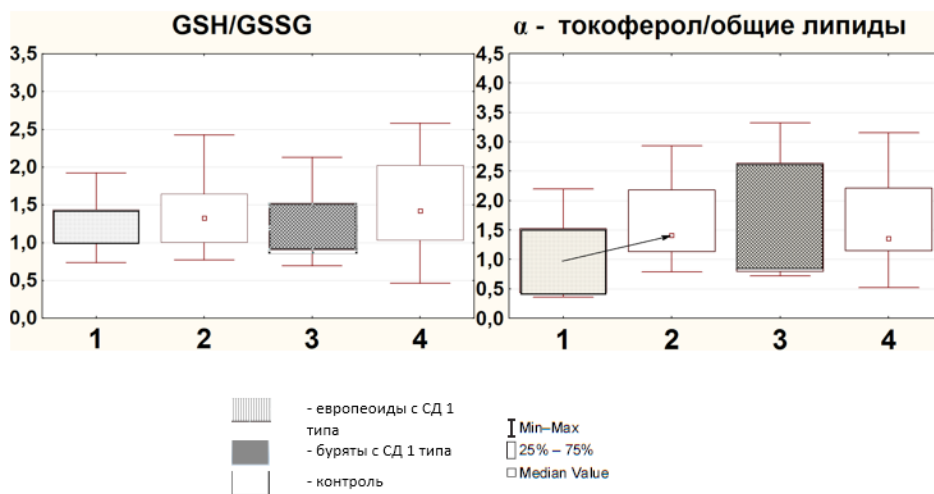 GSH/GSSG
3,5
3,0
2,5
2,0
1,5
1,0
0,5
0,0
1 2 3 4
α - токоферол/общие липиды
4,5
4,0
3,5
3,0
2,5
2,0
1,5
1,0
0,5
0,0
1 2 3 4
- европеоиды с СД 1
типа
- буряты с СД 1 типа
- контроль
Min–Max
25% – 75%
Median Value